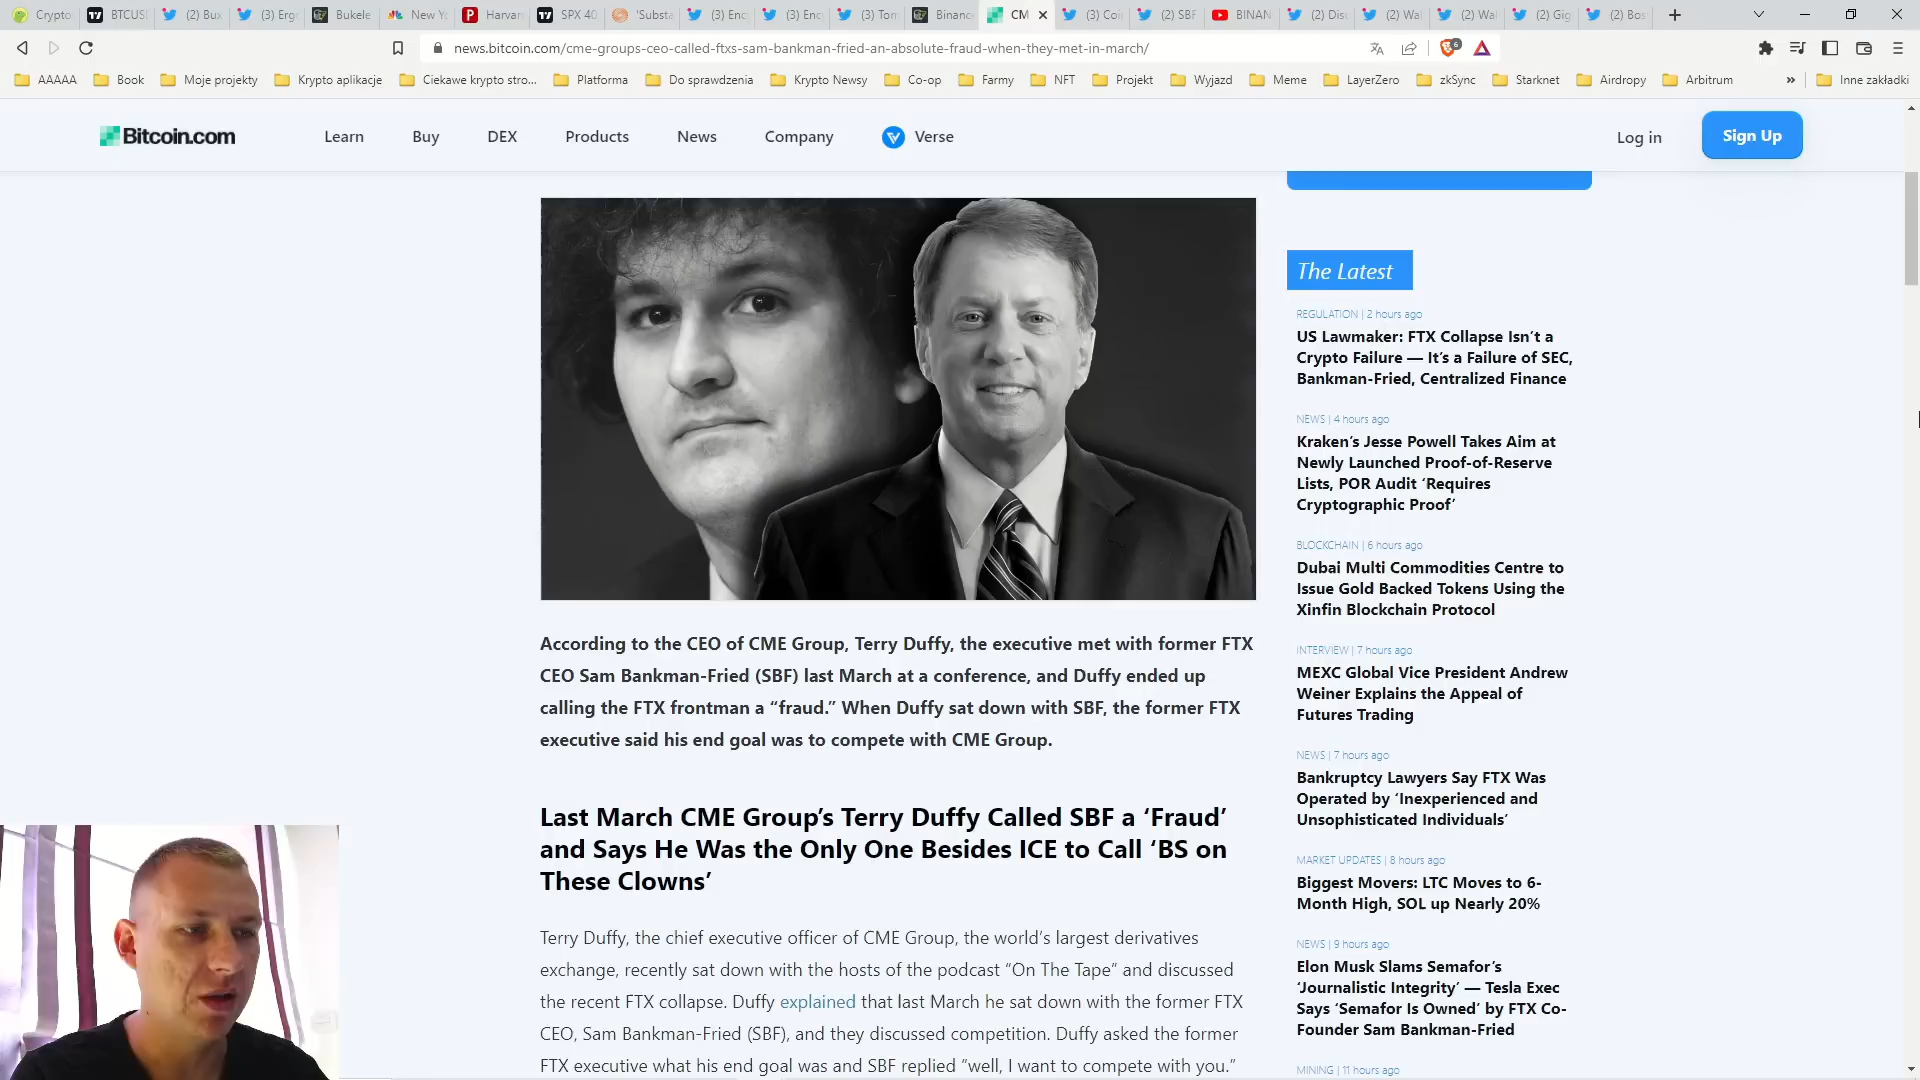 Crypto
BTCUS
(2) Bux
(3) Erg
Bukele
New Yo
Harvar
SPX 40
'Subst
(3) Enc
(3) Enc
(3) Tom
Binanc
CM
(3) Coi
(2) SBF
BINAN
(2) Dis
(2) Wal
(2) Wal
(2) Gig
(2) Bos
news.bitcoin.com/cme-groups-ceo-called-ftxs-sam-bankman-fried-an-absolute-fraud-when-they-met-in-march/
6
AAAAA
Book
Moje projekty
Krypto aplikacje
Ciekawe krypto stro...
Platforma
Do sprawdzenia
Krypto Newsy
Co-op
Farmy
NFT
Projekt
Wyjazd
Meme
LayerZero
zkSync
Starknet
Airdropy
Arbitrum
»
Inne zakładki
Bitcoin.com
Learn
Buy
DEX
Products
News
Company
Verse
Log in
Sign Up
According to the CEO of CME Group, Terry Duffy, the executive met with former FTX
CEO Sam Bankman-Fried (SBF) last March at a conference, and Duffy ended up
calling the FTX frontman a “fraud.” When Duffy sat down with SBF, the former FTX
executive said his end goal was to compete with CME Group.
Last March CME Group’s Terry Duffy Called SBF a ‘Fraud’
and Says He Was the Only One Besides ICE to Call ‘BS on
These Clowns’
Terry Duffy, the chief executive officer of CME Group, the world’s largest derivatives
exchange, recently sat down with the hosts of the podcast “On The Tape” and discussed
the recent FTX collapse. Duffy explained that last March he sat down with the former FTX
CEO, Sam Bankman-Fried (SBF), and they discussed competition. Duffy asked the former
FTX executive what his end goal was and SBF replied “well, I want to compete with you.”
The Latest
REGULATION | 2 hours ago
US Lawmaker: FTX Collapse Isn’t a
Crypto Failure — It’s a Failure of SEC,
Bankman-Fried, Centralized Finance
NEWS | 4 hours ago
Kraken’s Jesse Powell Takes Aim at
Newly Launched Proof-of-Reserve
Lists, POR Audit ‘Requires
Cryptographic Proof’
BLOCKCHAIN | 6 hours ago
Dubai Multi Commodities Centre to
Issue Gold Backed Tokens Using the
Xinfin Blockchain Protocol
INTERVIEW | 7 hours ago
MEXC Global Vice President Andrew
Weiner Explains the Appeal of
Futures Trading
NEWS | 7 hours ago
Bankruptcy Lawyers Say FTX Was
Operated by ‘Inexperienced and
Unsophisticated Individuals’
MARKET UPDATES | 8 hours ago
Biggest Movers: LTC Moves to 6-
Month High, SOL up Nearly 20%
NEWS | 9 hours ago
Elon Musk Slams Semafor’s
‘Journalistic Integrity’ — Tesla Exec
Says ‘Semafor Is Owned’ by FTX Co-
Founder Sam Bankman-Fried
MINING | 11 hours ago